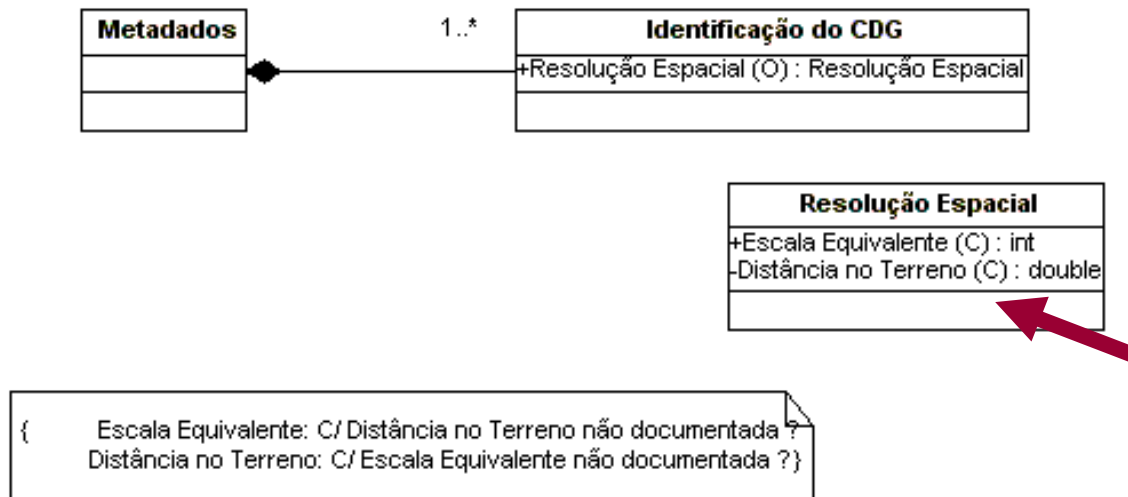 Metadados
1..*
Identificação do CDG
+Resolução Espacial (O) : Resolução Espacial
Resolução Espacial
+Escala Equivalente (C) : int
-Distância no Terreno (C) : double
{ Escala Equivalente: C/ Distância no Terreno não documentada ?
Distância no Terreno: C/ Escala Equivalente não documentada ?}